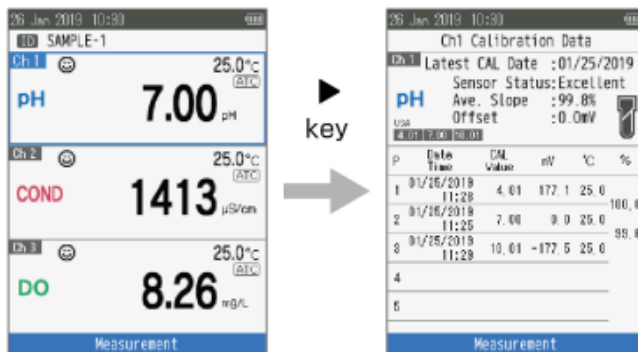 26 Jan 2019 10:30
ID SAMPLE-1
Ch 1 25.0°C
ATC
pH 7.00 pH
Ch 2 25.0°C
ATC
COND 1413 µS/cm
Ch 3 25.0°C
ATC
DO 8.26 mg/L
Measurement
▶
key
26 Jan 2019 10:30
Ch1 Calibration Data
Ch 1 Latest CAL Date :01/25/2019
Sensor Status:Excellent
pH Ave. Slope :99.8%
USA Offset :0.0mV
4.01 7.00 10.01
P Date Time CAL Value mV °C %
1 01/25/2019 11:28 4.01 177.1 25.0
100.
2 01/25/2019 11:25 7.00 0.0 25.0
99.
3 01/25/2019 11:29 10.01 -177.5 25.0
4
5
Measurement